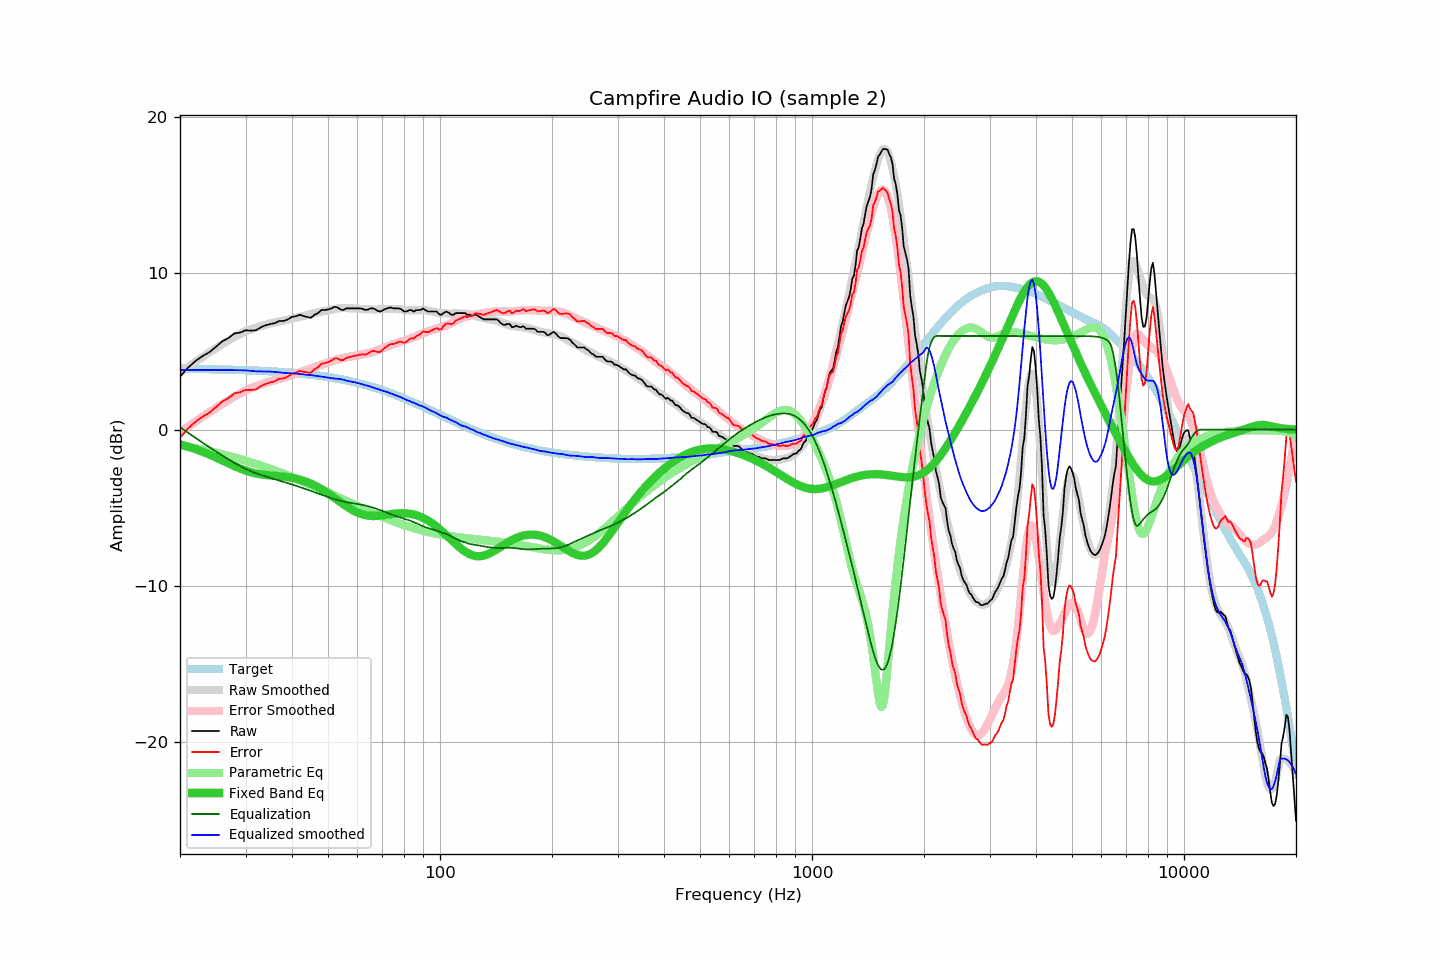 Campfire Audio IO (sample 2)
20
10
0
−10
−20
Amplitude (dBr)
Target
Raw Smoothed
Error Smoothed
Raw
Error
Parametric Eq
Fixed Band Eq
Equalization
Equalized smoothed
100
1000
10000
Frequency (Hz)